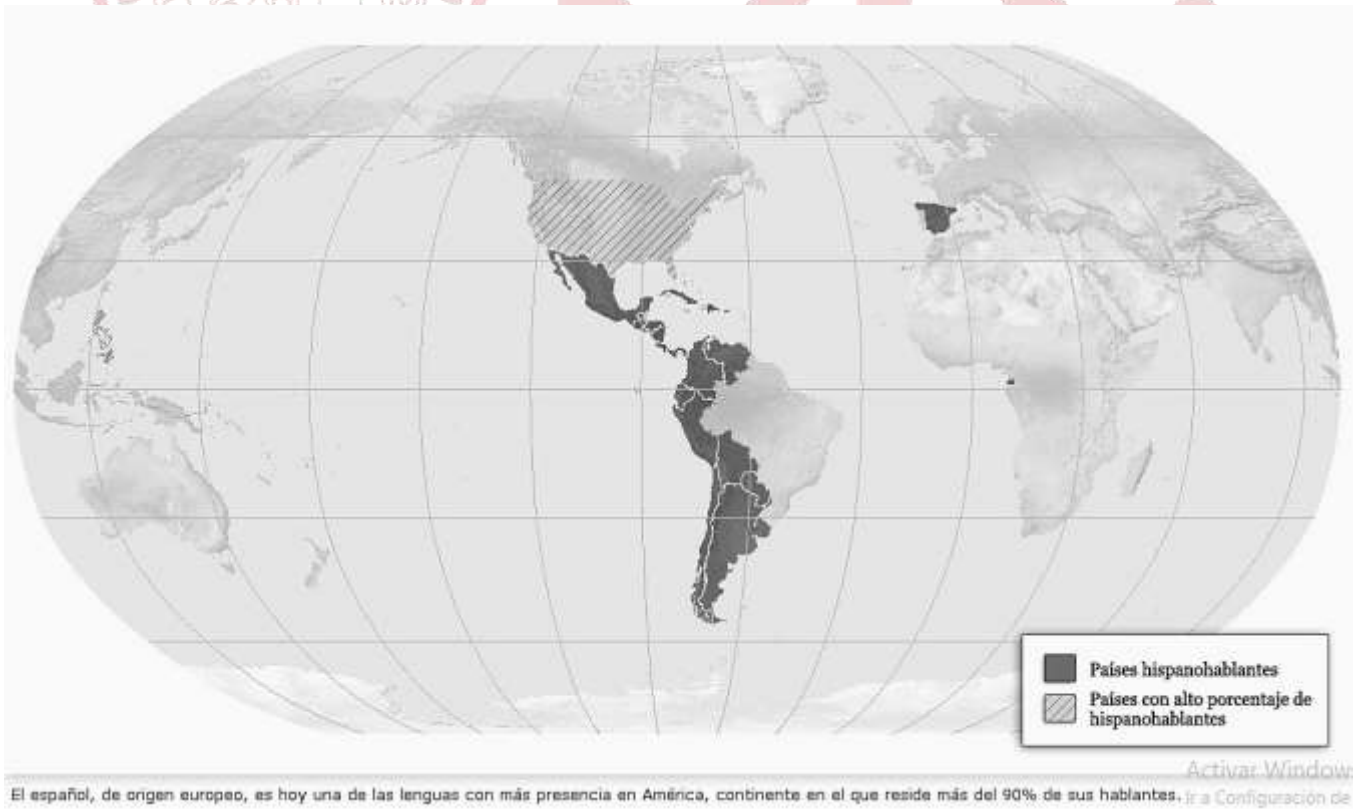 Países hispanohablantes
Países con alto porcentaje de
hispanohablantes
Activar Windows
El español, de origen europeo, es hoy una de las lenguas con más presencia en América, continente en el que reside más del 90% de sus hablantes.
Ir a Configuración de